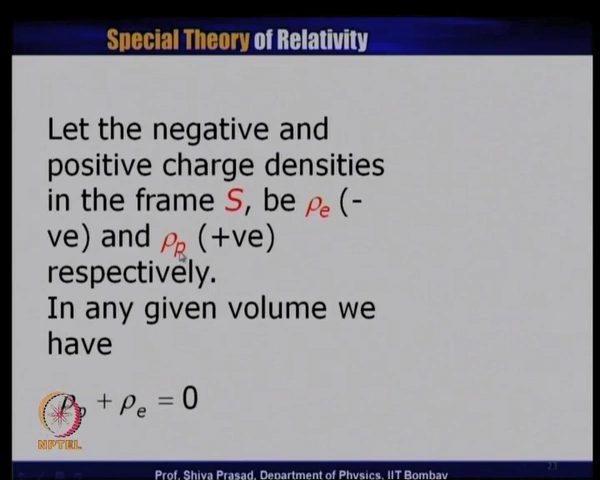 Special Theory of Relativity
Let the negative and
positive charge densities
in the frame S, be ρe (-
ve) and ρp (+ve)
respectively.
In any given volume we
have
ρp + ρe = 0
NPTEL
21
Prof. Shiva Prasad, Department of Physics, IIT Bombay